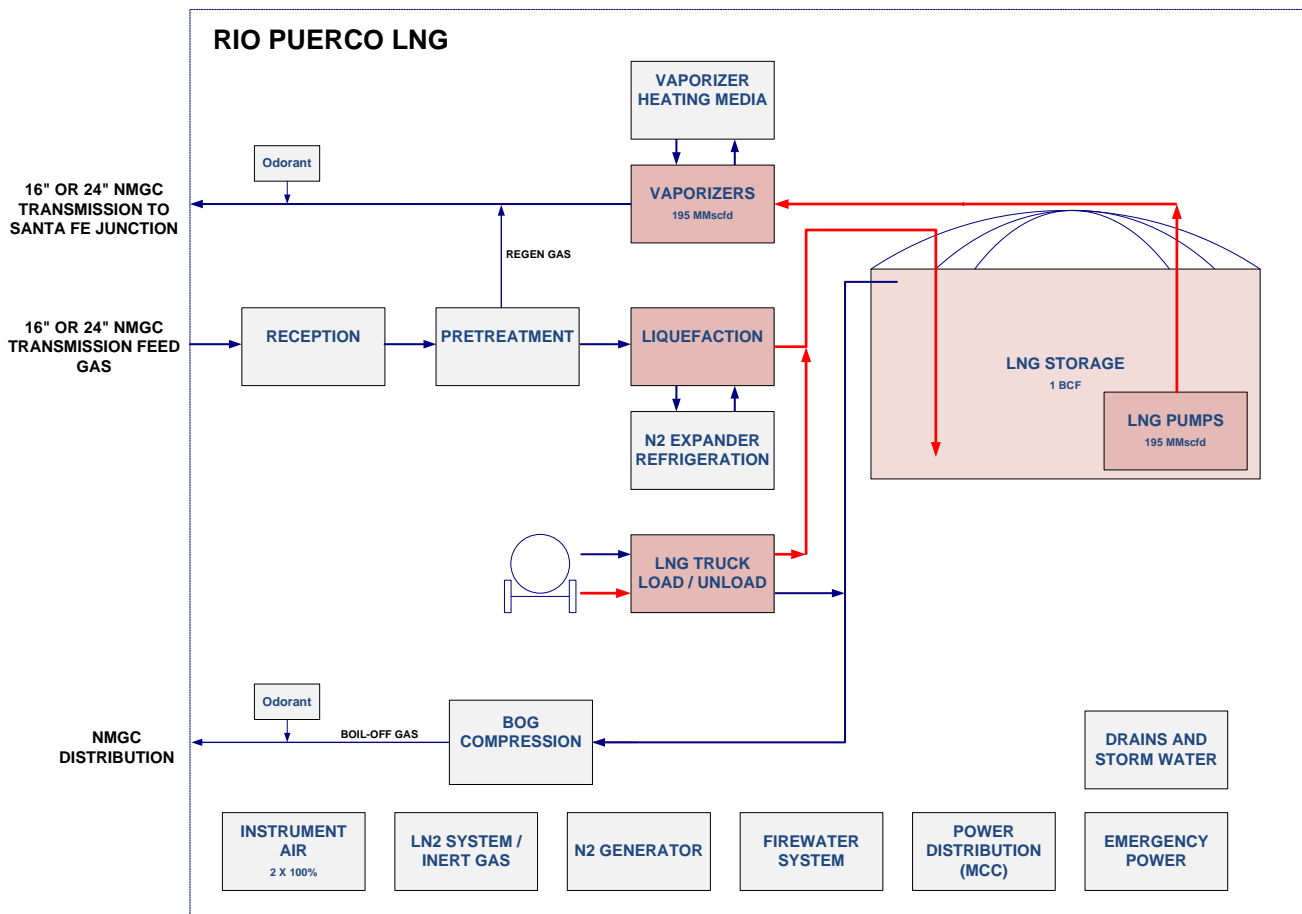 RIO PUERCO LNG
VAPORIZER
HEATING MEDIA
Odorant
16" OR 24" NMGC
TRANSMISSION TO
SANTA FE JUNCTION
VAPORIZERS
195 MMscfd
REGEN GAS
16" OR 24" NMGC
TRANSMISSION FEED
GAS
RECEPTION
PRETREATMENT
LIQUEFACTION
LNG STORAGE
1 BCF
LNG PUMPS
195 MMscfd
N2 EXPANDER
REFRIGERATION
LNG TRUCK
LOAD / UNLOAD
Odorant
NMGC
DISTRIBUTION
BOIL-OFF GAS
BOG
COMPRESSION
DRAINS AND
STORM WATER
INSTRUMENT
AIR
2 X 100%
LN2 SYSTEM /
INERT GAS
N2 GENERATOR
FIREWATER
SYSTEM
POWER
DISTRIBUTION
(MCC)
EMERGENCY
POWER